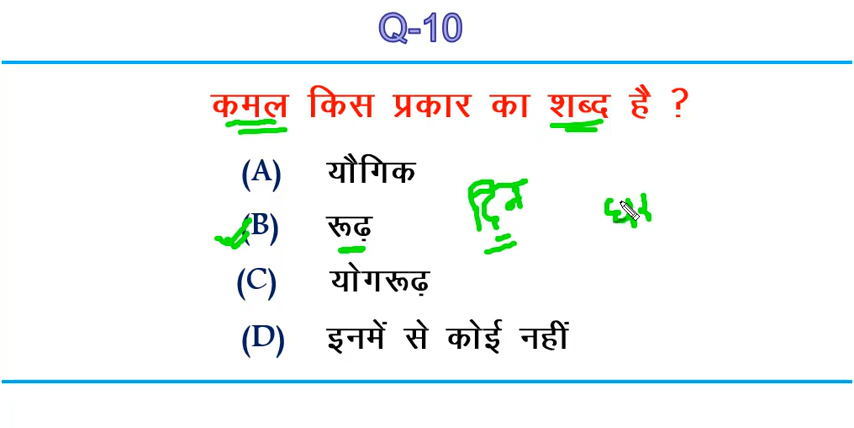 Q-10
कमल किस प्रकार का शब्द है ?
(A) यौगिक
(B) रूढ़
(C) योगरूढ़
(D) इनमें से कोई नहीं
दिन